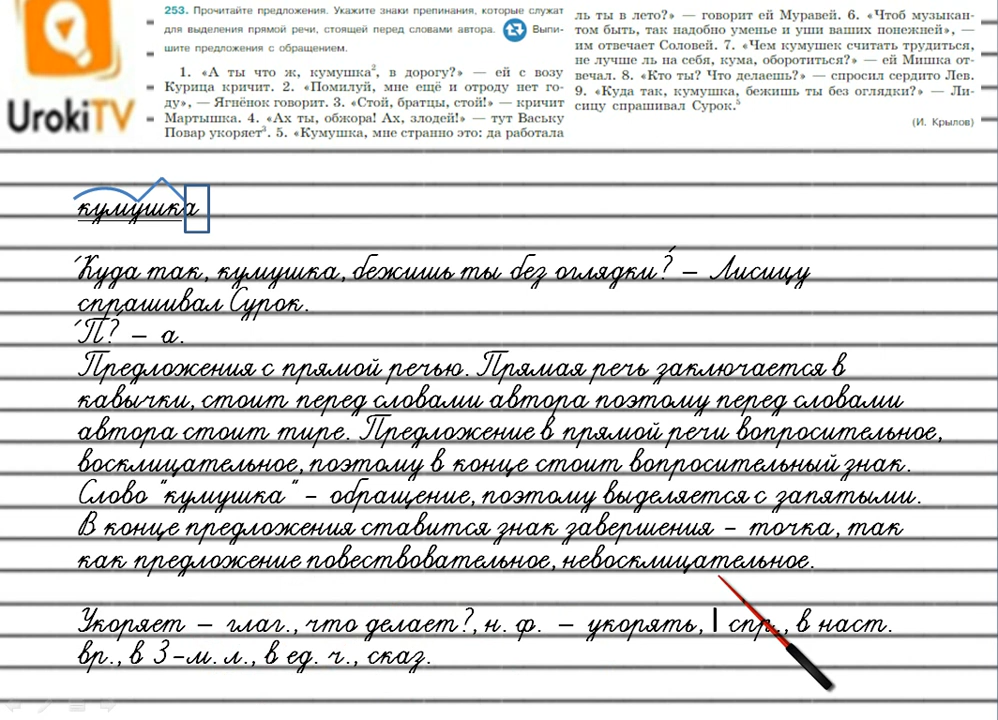 253. Прочитайте предложения. Укажите знаки препинания, которые служат
для выделения прямой речи, стоящей перед словами автора. Выпи-
шите предложения с обращением.
1. «А ты что ж, кумушка², в дорогу?» — ей с возу
Курица кричит. 2. «Помилуй, мне ещё и отроду нет го-
ду», — Ягнёнок говорит. 3. «Стой, братцы, стой!» — кричит
Мартышка. 4. «Ах ты, обжора! Ах, злодей!» — тут Ваську
Повар укоряет³. 5. «Кумушка, мне странно это: да работала
ль ты в лето?» — говорит ей Муравей. 6. «Чтоб музыкан-
том быть, так надобно уменье и уши ваших понежней», —
им отвечает Соловей. 7. «Чем кумушек считать трудиться,
не лучше ль на себя, кума, оборотиться?» — ей Мишка от-
вечал. 8. «Кто ты? Что делаешь?» — спросил сердито Лев.
9. «Куда так, кумушка, бежишь ты без оглядки?» — Ли-
сицу спрашивал Сурок.⁵
(И. Крылов)
UrokiTV
кумушка
"Куда так, кумушка, бежишь ты без оглядки?" – Лисицу
спрашивал Сурок.
"П?" – а.
Предложения с прямой речью. Прямая речь заключается в
кавычки, стоит перед словами автора поэтому перед словами
автора стоит тире. Предложение в прямой речи вопросительное,
восклицательное, поэтому в конце стоит вопросительный знак.
Слово "кумушка" – обращение, поэтому выделяется с запятыми.
В конце предложения ставится знак завершения – точка, так
как предложение повествовательное, невосклицательное.
Укоряет – глаг., что делает?, н. ф. – укорять, I спр., в наст.
вр., в 3-м. л., в ед. ч., сказ.